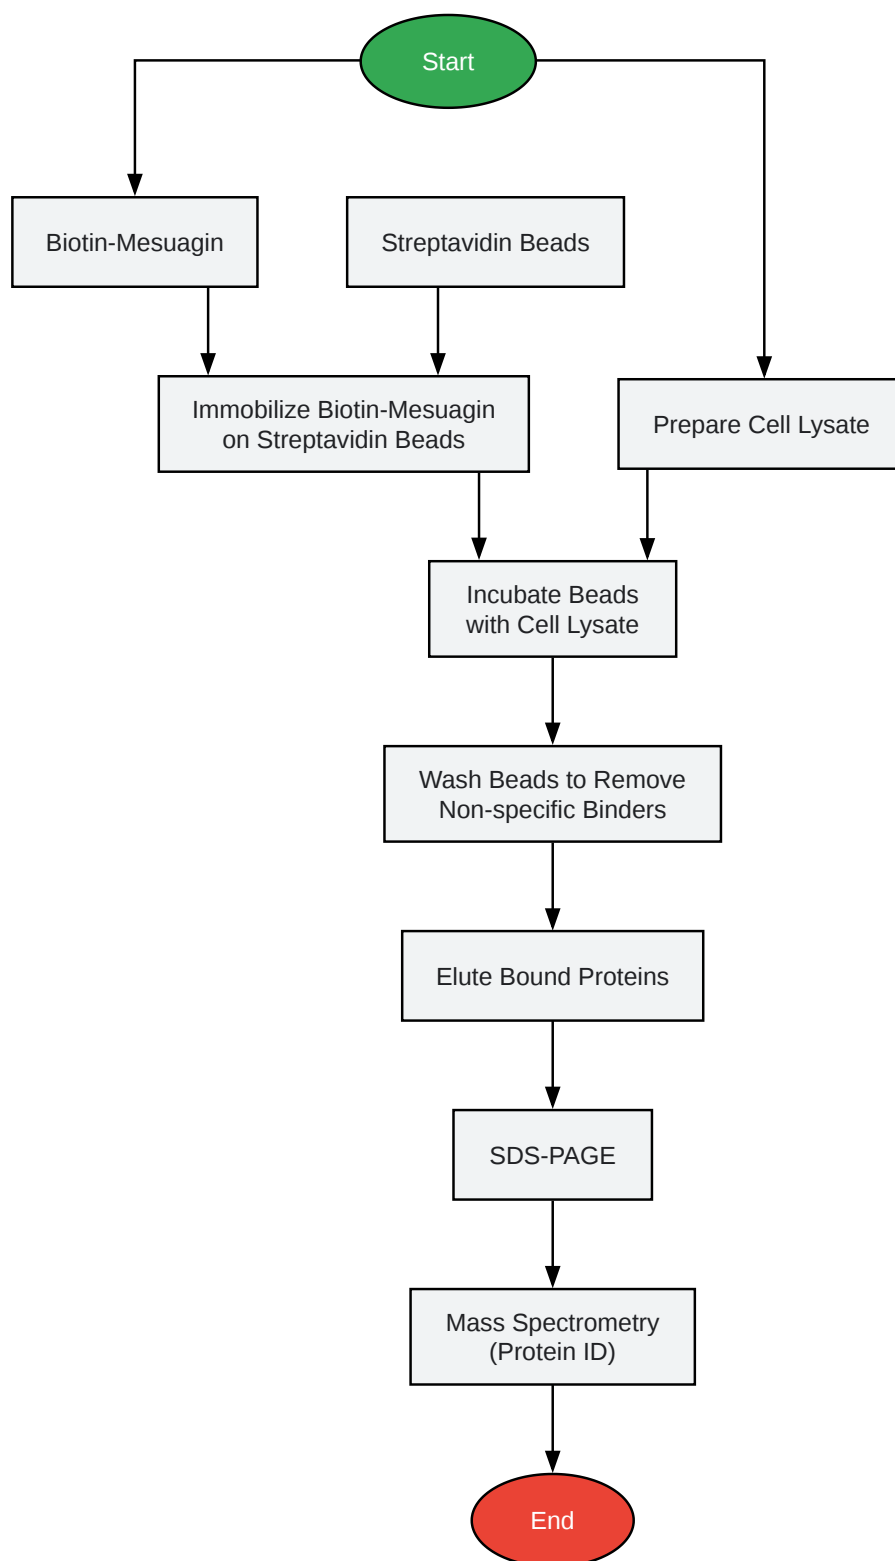 Start
Biotin-Mesuagin
Streptavidin Beads
Immobilize Biotin-Mesuagin
on Streptavidin Beads
Prepare Cell Lysate
Incubate Beads
with Cell Lysate
Wash Beads to Remove
Non-specific Binders
Elute Bound Proteins
SDS-PAGE
Mass Spectrometry
(Protein ID)
End